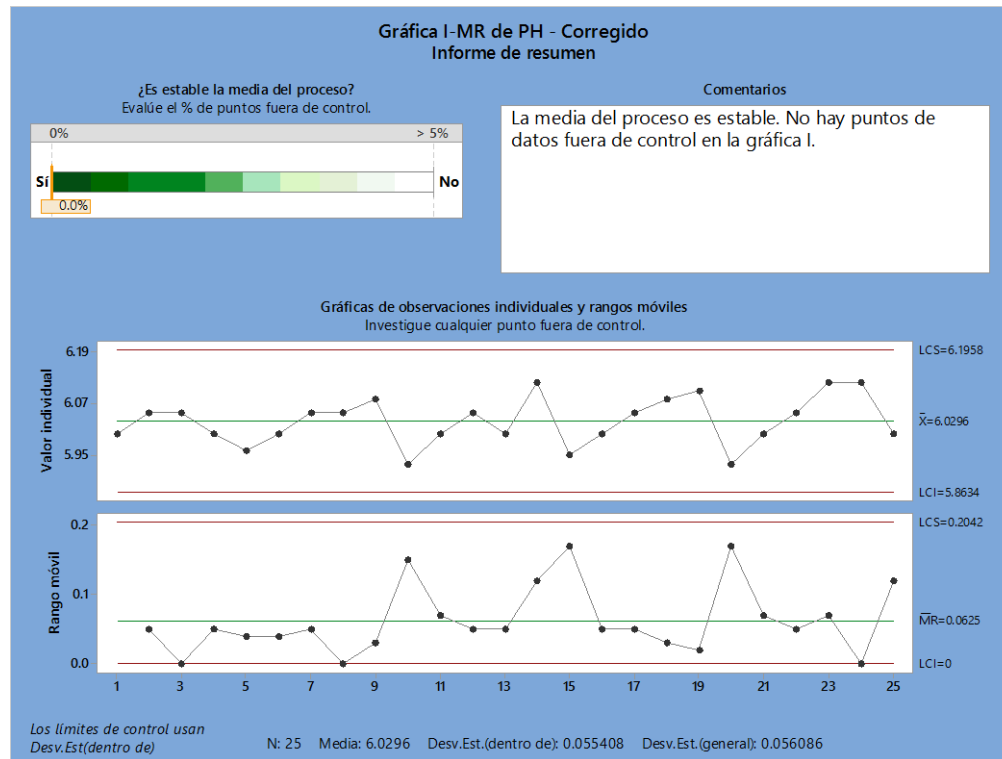 Gráfica I-MR de PH - Corregido
Informe de resumen
¿Es estable la media del proceso?
Evalúe el % de puntos fuera de control.
0% > 5%
Sí No
0.0%
Comentarios
La media del proceso es estable. No hay puntos de
datos fuera de control en la gráfica I.
Gráficas de observaciones individuales y rangos móviles
Investigue cualquier punto fuera de control.
Valor individual
6.19
6.07
5.95
LCS=6.1958
X̄=6.0296
LCI=5.8634
Rango móvil
0.2
0.1
0.0
LCS=0.2042
M̅R̅=0.0625
LCI=0
1 3 5 7 9 11 13 15 17 19 21 23 25
Los límites de control usan
Desv.Est(dentro de)
N: 25 Media: 6.0296 Desv.Est.(dentro de): 0.055408 Desv.Est.(general): 0.056086